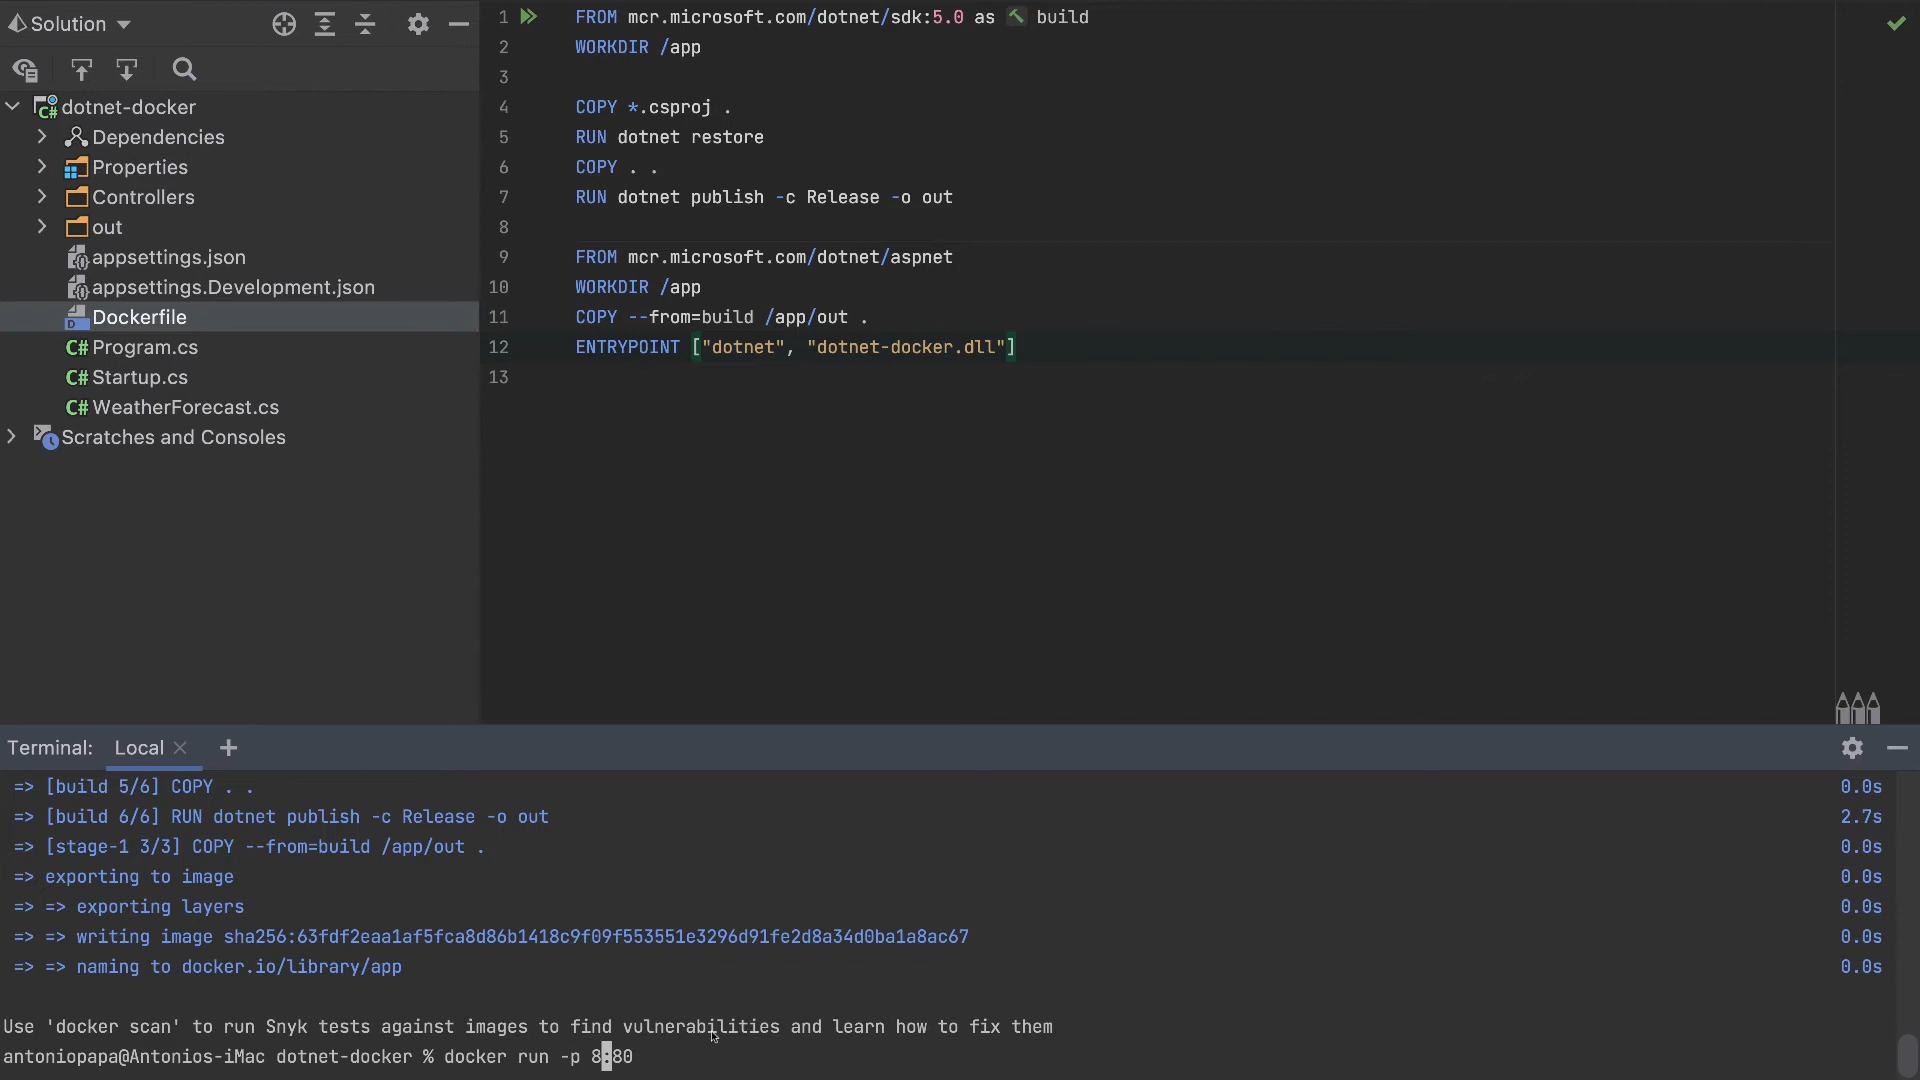 Solution
dotnet-docker
Dependencies
Properties
Controllers
out
appsettings.json
appsettings.Development.json
Dockerfile
C# Program.cs
C# Startup.cs
C# WeatherForecast.cs
Scratches and Consoles
1 FROM mcr.microsoft.com/dotnet/sdk:5.0 as build
2 WORKDIR /app
3
4 COPY *.csproj .
5 RUN dotnet restore
6 COPY . .
7 RUN dotnet publish -c Release -o out
8
9 FROM mcr.microsoft.com/dotnet/aspnet
10 WORKDIR /app
11 COPY --from=build /app/out .
12 ENTRYPOINT ["dotnet", "dotnet-docker.dll"]
13
Terminal: Local
=> [build 5/6] COPY . . 0.0s
=> [build 6/6] RUN dotnet publish -c Release -o out 2.7s
=> [stage-1 3/3] COPY --from=build /app/out . 0.0s
=> exporting to image 0.0s
=> => exporting layers 0.0s
=> => writing image sha256:63fdf2eaa1af5fca8d86b1418c9f09f553551e3296d91fe2d8a34d0ba1a8ac67 0.0s
=> => naming to docker.io/library/app 0.0s
Use 'docker scan' to run Snyk tests against images to find vulnerabilities and learn how to fix them
antoniopapa@Antonios-iMac dotnet-docker % docker run -p 8:80